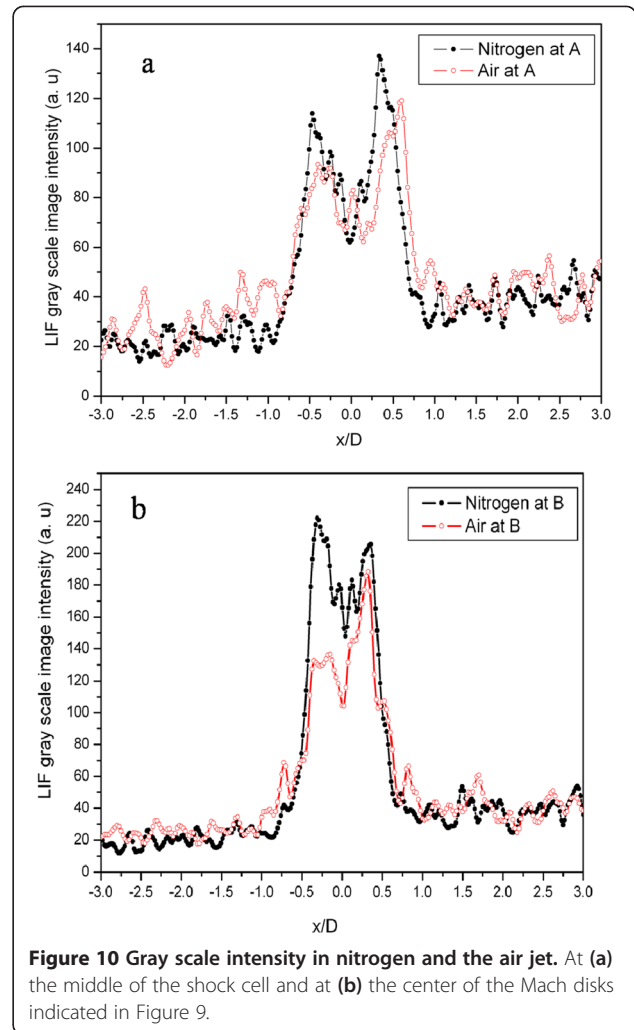 a
Nitrogen at A
Air at A
LIF gray scale image intensity (a. u)
140
120
100
80
60
40
20
0
-3.0 -2.5 -2.0 -1.5 -1.0 -0.5 0.0 0.5 1.0 1.5 2.0 2.5 3.0
x/D
b
Nitrogen at B
Air at B
LIF gray scale image intensity (a. u)
240
220
200
180
160
140
120
100
80
60
40
20
0
-3.0 -2.5 -2.0 -1.5 -1.0 -0.5 0.0 0.5 1.0 1.5 2.0 2.5 3.0
x/D
Figure 10 Gray scale intensity in nitrogen and the air jet. At (a)
the middle of the shock cell and at (b) the center of the Mach disks
indicated in Figure 9.